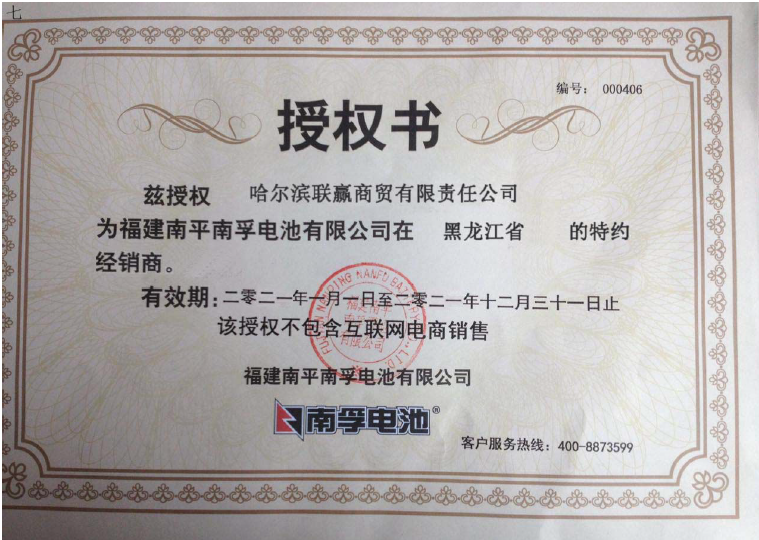 七
编号： 000406
授权书
兹授权 哈尔滨联赢商贸有限责任公司
为福建南平南孚电池有限公司在 黑龙江省 的特约
经销商。
有效期：二零二一年一月一日至二零二一年十二月三十一日止
该授权不包含互联网电商销售
福建南平南孚电池有限公司
南孚电池®
客户服务热线：400-8873599